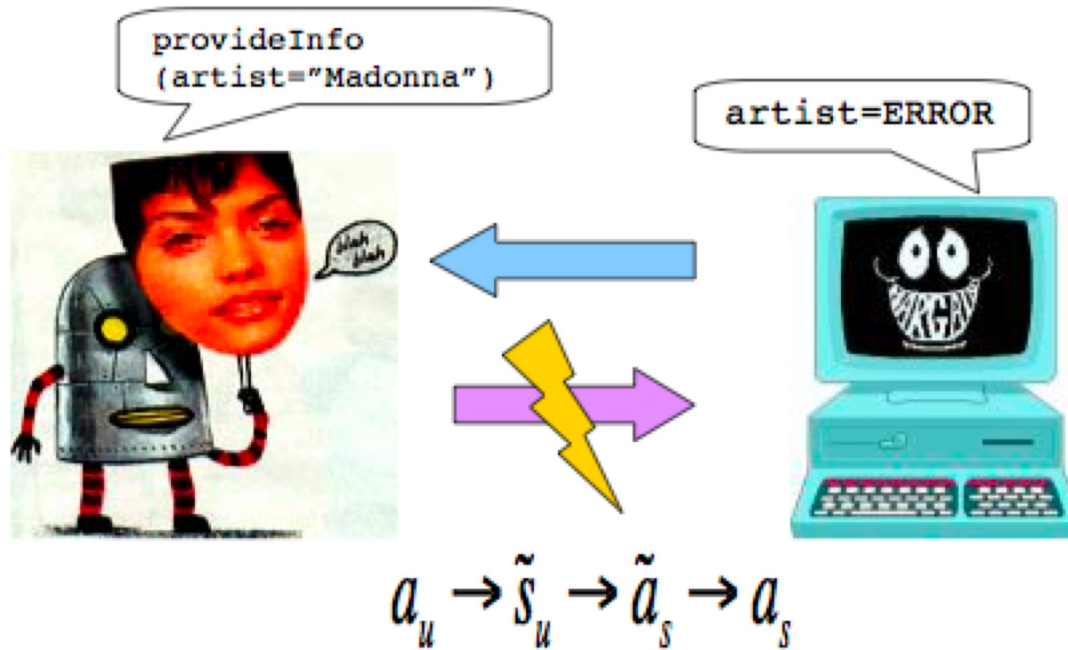 provideInfo
(artist=”Madonna”)
artist=ERROR
blah
blah
a_u → s̃_u → ã_s → a_s